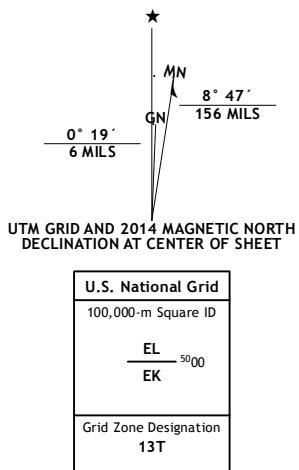 MN
GN
8° 47´
156 MILS
0° 19´
6 MILS
UTM GRID AND 2014 MAGNETIC NORTH
DECLINATION AT CENTER OF SHEET
U.S. National Grid
100,000-m Square ID
EL
⁵⁰00
EK
Grid Zone Designation
13T